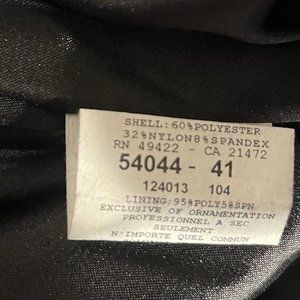 SHELL: 60%POLYESTER
32%NYLON8%SPANDEX
RN 49422 - CA 21472
54044 - 41
124013 104
LINING: 95%POLY5%SPN
EXCLUSIVE OF ORNAMENTATION
PROFESSIONNEL A SEC
SEULEMENT
N'IMPORTE QUEL COMMUN